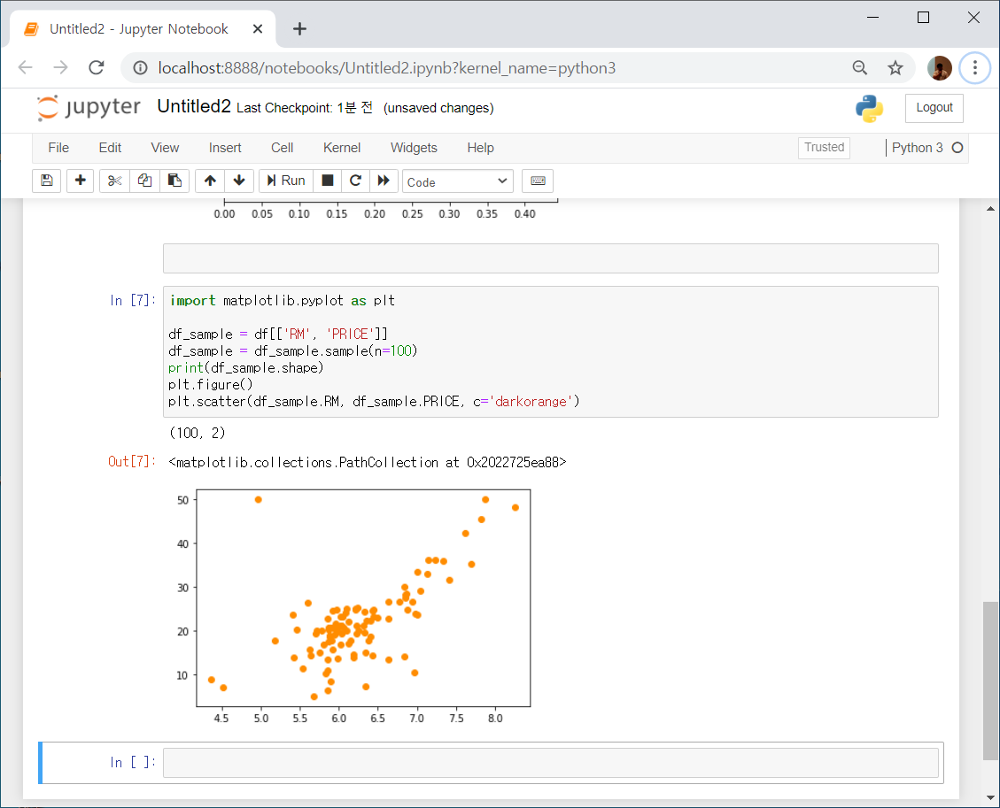 Untitled2 - Jupyter Notebook
localhost:8888/notebooks/Untitled2.ipynb?kernel_name=python3
jupyter Untitled2 Last Checkpoint: 1분 전 (unsaved changes)
Logout
File Edit View Insert Cell Kernel Widgets Help
Trusted
Python 3
Run
Code
0.00 0.05 0.10 0.15 0.20 0.25 0.30 0.35 0.40
In [7]:
import matplotlib.pyplot as plt
df_sample = df[['RM', 'PRICE']]
df_sample = df_sample.sample(n=100)
print(df_sample.shape)
plt.figure()
plt.scatter(df_sample.RM, df_sample.PRICE, c='darkorange')
(100, 2)
Out[7]: <matplotlib.collections.PathCollection at 0x2022725ea88>
50
40
30
20
10
4.5 5.0 5.5 6.0 6.5 7.0 7.5 8.0
In [ ]: